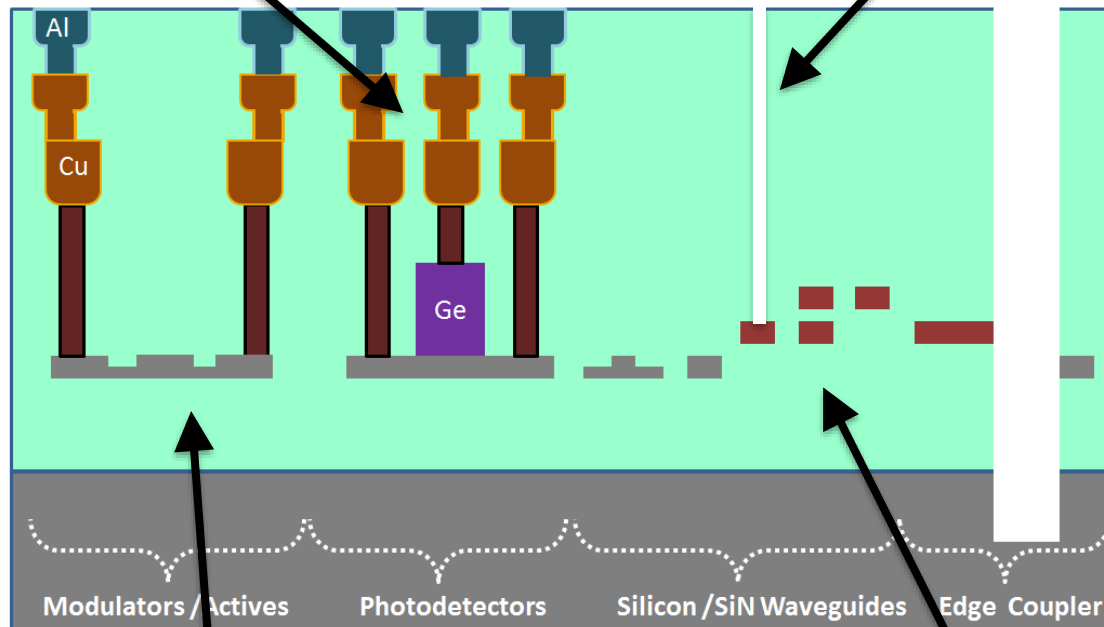 Al
Cu
Ge
Modulators /Actives
Photodetectors
Silicon /SiN Waveguides
Edge Coupler